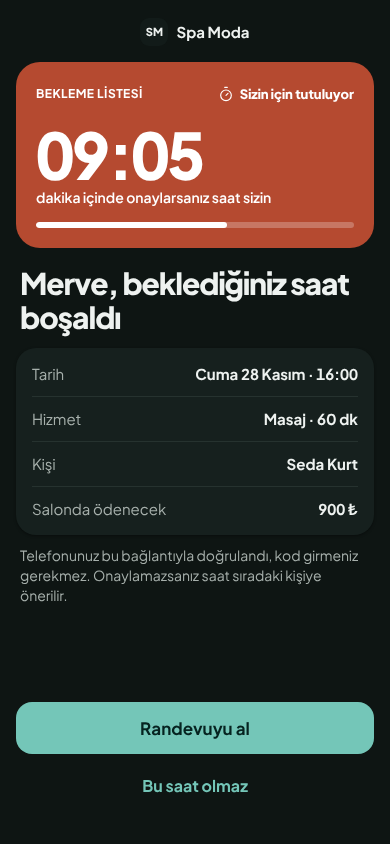 SM Spa Moda
BEKLEME LİSTESİ Sizin için tutuluyor
09:05
dakika içinde onaylarsanız saat sizin
Merve, beklediğiniz saat
boşaldı
Tarih Cuma 28 Kasım · 16:00
Hizmet Masaj · 60 dk
Kişi Seda Kurt
Salonda ödenecek 900 ₺
Telefonunuz bu bağlantıyla doğrulandı, kod girmeniz
gerekmez. Onaylamazsanız saat sıradaki kişiye
önerilir.
Randevuyu al
Bu saat olmaz